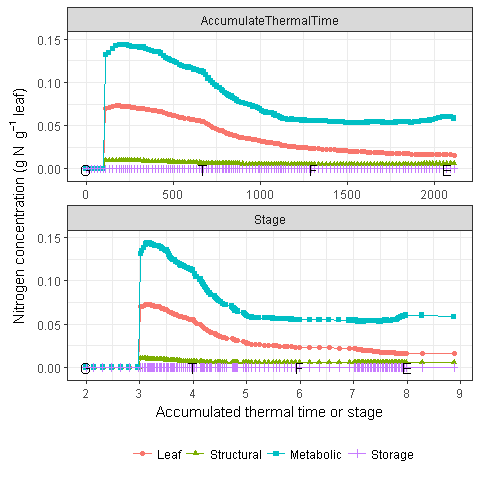 AccumulateThermalTime
0.15
0.10
0.05
0.00
T
F
E
0
500
1000
1500
2000
Stage
0.15
0.10
0.05
0.00
T
F
E
2
3
4
5
6
7
8
9
Nitrogen concentration (g N g⁻¹ leaf)
Accumulated thermal time or stage
Leaf Structural Metabolic Storage